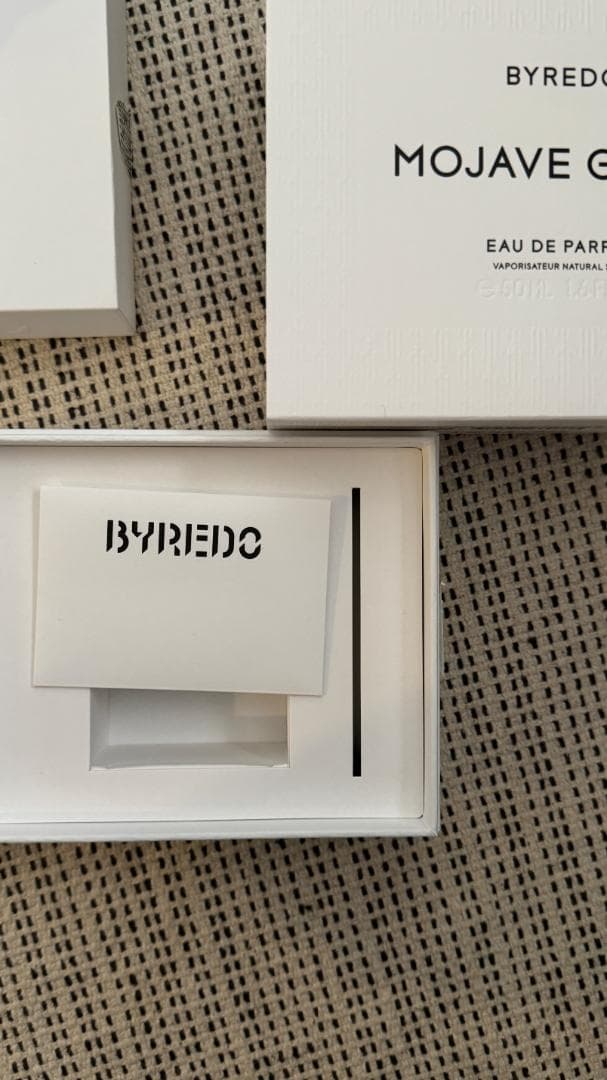 BYREDO
MOJAVE G
EAU DE PARF
VAPORISATEUR NATURAL S
BYREDO